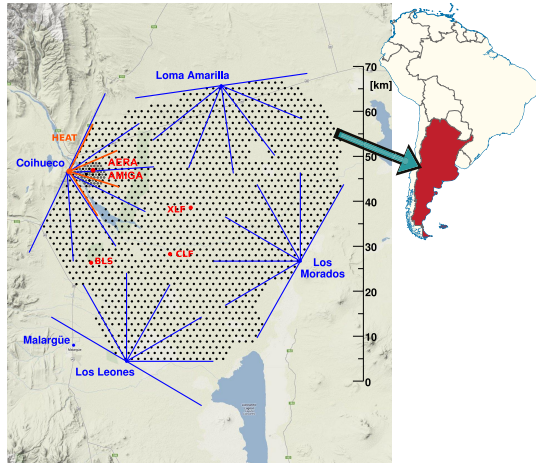 Loma Amarilla
70
[km]
60
HEAT
Coihueco
AERA
50
AMIGA
XLF
40
BLS
CLF
30
Los
Morados
20
Malargüe
10
Los Leones
5
0